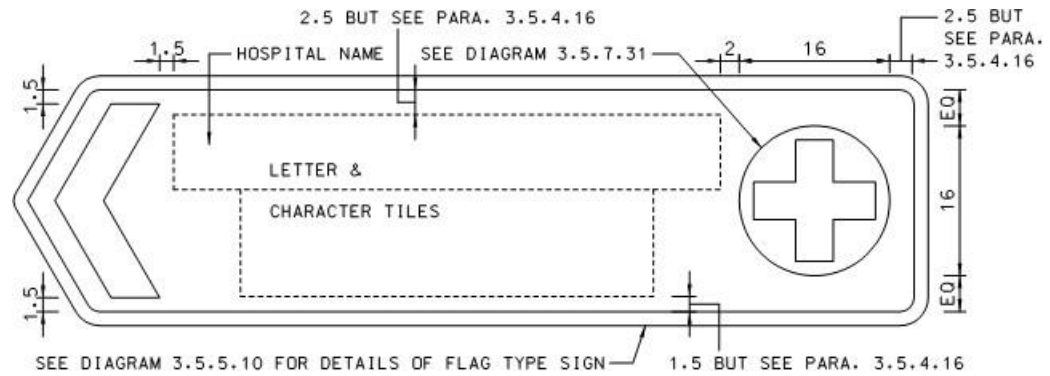 2.5 BUT SEE PARA. 3.5.4.16
2.5 BUT
SEE PARA.
3.5.4.16
1.5
HOSPITAL NAME
SEE DIAGRAM 3.5.7.31
2
16
1.5
EQ
LETTER &
CHARACTER TILES
16
1.5
EQ
SEE DIAGRAM 3.5.5.10 FOR DETAILS OF FLAG TYPE SIGN
1.5 BUT SEE PARA. 3.5.4.16